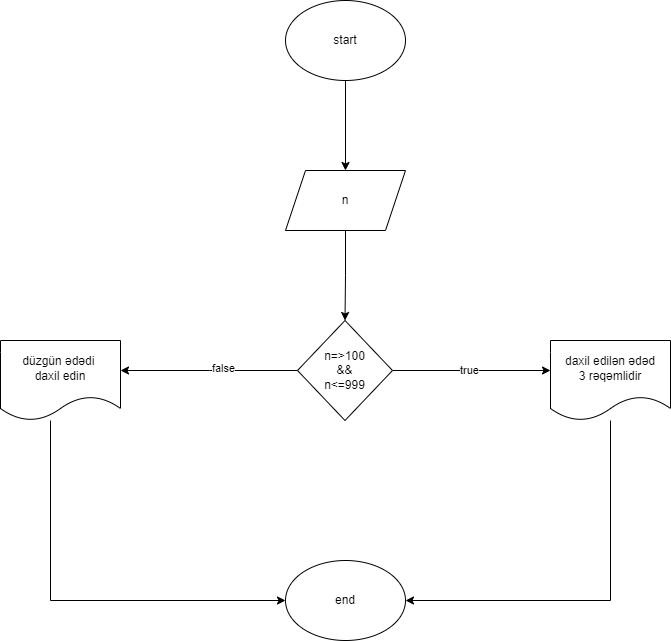 start
n
n=>100
&&
n<=999
false
true
düzgün ədədi
daxil edin
daxil edilən ədəd
3 rəqəmlidir
end